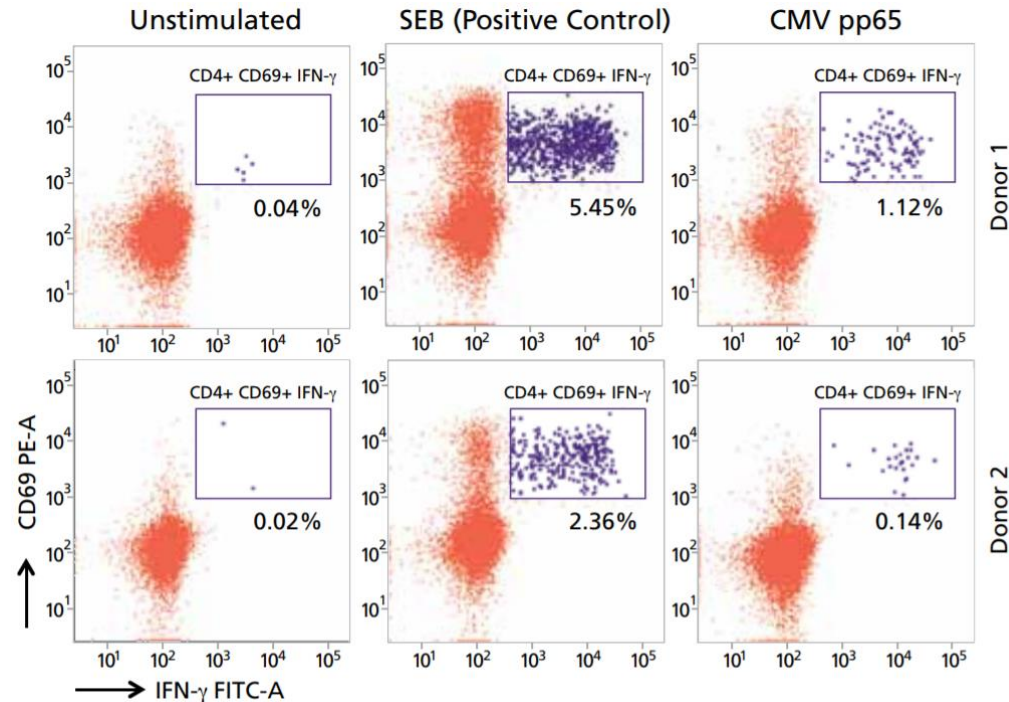 Unstimulated SEB (Positive Control) CMV pp65
10⁵ 10⁴ 10³ 10² 10¹
CD4+ CD69+ IFN-γ
0.04%
10¹ 10² 10³ 10⁴ 10⁵
10⁵ 10⁴ 10³ 10² 10¹
CD4+ CD69+ IFN-γ
5.45%
10¹ 10² 10³ 10⁴ 10⁵
10⁵ 10⁴ 10³ 10² 10¹
CD4+ CD69+ IFN-γ
1.12%
10¹ 10² 10³ 10⁴ 10⁵
Donor 1
10⁵ 10⁴ 10³ 10² 10¹
CD4+ CD69+ IFN-γ
0.02%
10¹ 10² 10³ 10⁴ 10⁵
10⁵ 10⁴ 10³ 10² 10¹
CD4+ CD69+ IFN-γ
2.36%
10¹ 10² 10³ 10⁴ 10⁵
10⁵ 10⁴ 10³ 10² 10¹
CD4+ CD69+ IFN-γ
0.14%
10¹ 10² 10³ 10⁴ 10⁵
Donor 2
CD69 PE-A
IFN-γ FITC-A